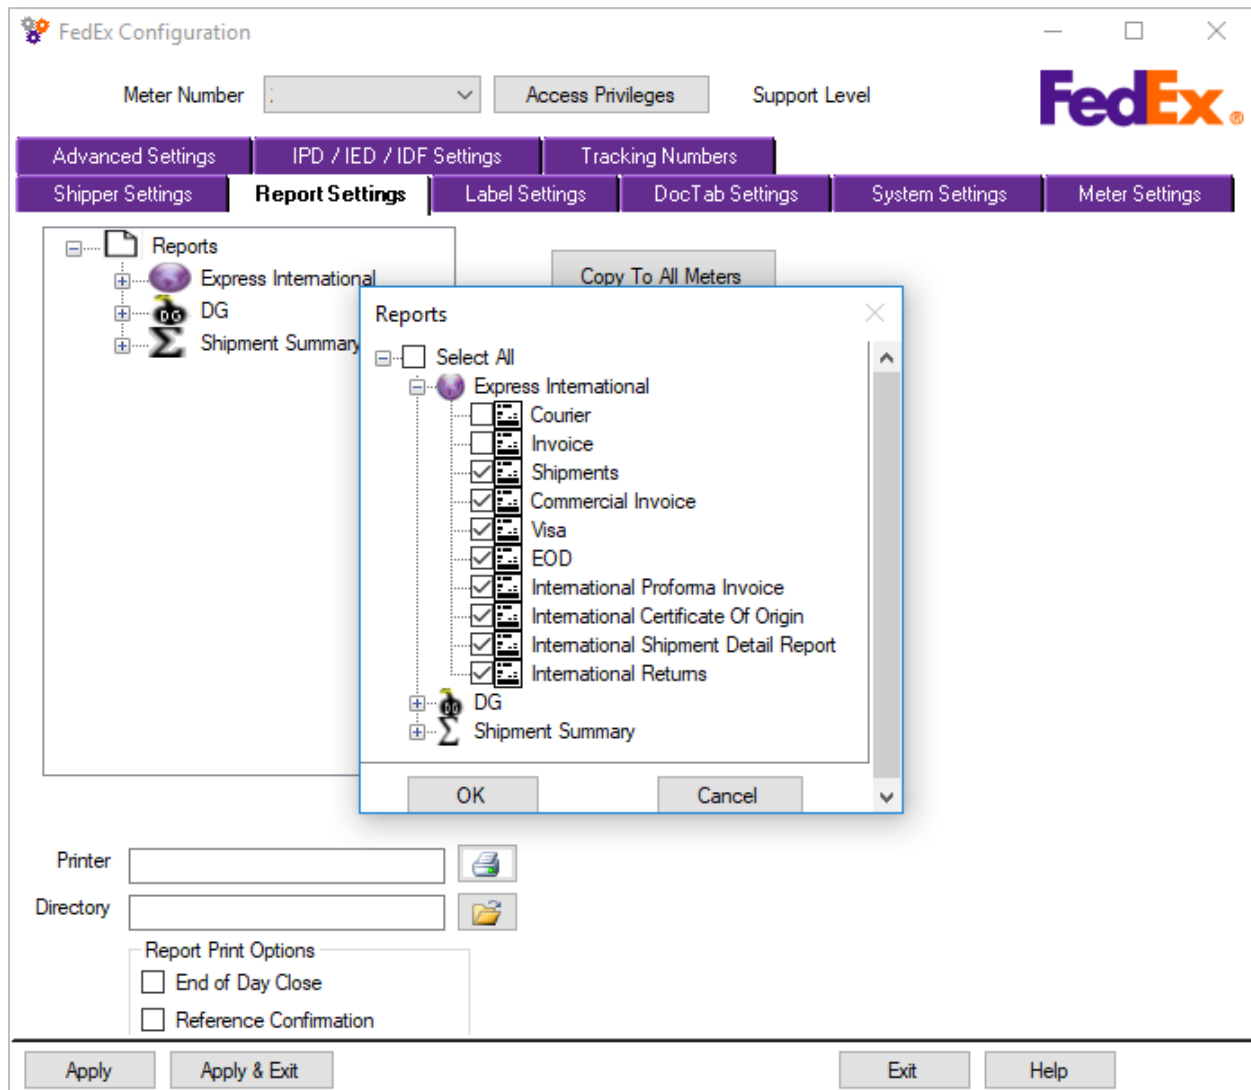 FedEx Configuration
Meter Number
Access Privileges
Support Level
FedEx®
Advanced Settings
IPD / IED / IDF Settings
Tracking Numbers
Shipper Settings
Report Settings
Label Settings
DocTab Settings
System Settings
Meter Settings
Reports
Express International
DG
DG
Shipment Summary
Copy To All Meters
Reports
Select All
Express International
Courier
Invoice
Shipments
Commercial Invoice
Visa
EOD
International Proforma Invoice
International Certificate Of Origin
International Shipment Detail Report
International Returns
DG
DG
Shipment Summary
OK
Cancel
Printer
Directory
Report Print Options
End of Day Close
Reference Confirmation
Apply
Apply & Exit
Exit
Help